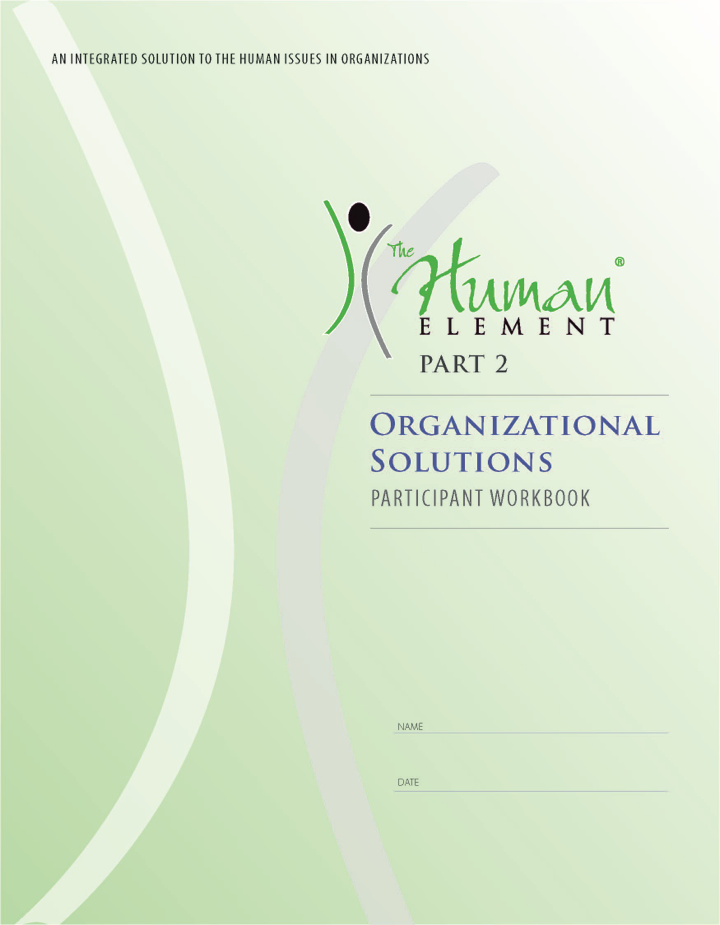 AN INTEGRATED SOLUTION TO THE HUMAN ISSUES IN ORGANIZATIONS
The
Human®
ELEMENT
PART 2
ORGANIZATIONAL
SOLUTIONS
PARTICIPANT WORKBOOK
NAME
DATE